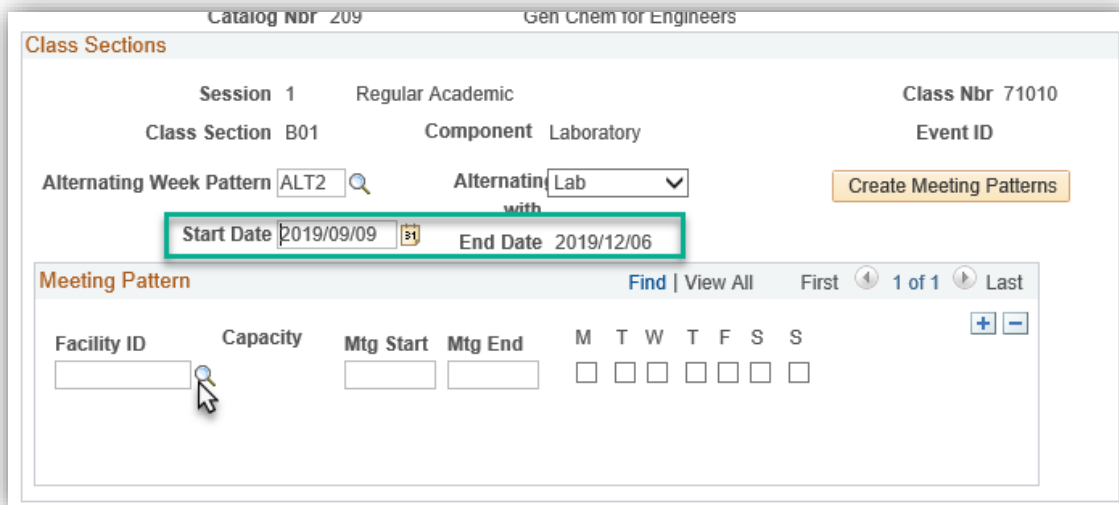 Catalog Nbr 209 Gen Chem for Engineers
Class Sections
Session 1 Regular Academic Class Nbr 71010
Class Section B01 Component Laboratory Event ID
Alternating Week Pattern ALT2 Alternating Lab Create Meeting Patterns
with
Start Date 2019/09/09 31 End Date 2019/12/06
Meeting Pattern Find | View All First 1 of 1 Last
Facility ID Capacity Mtg Start Mtg End M T W T F S S